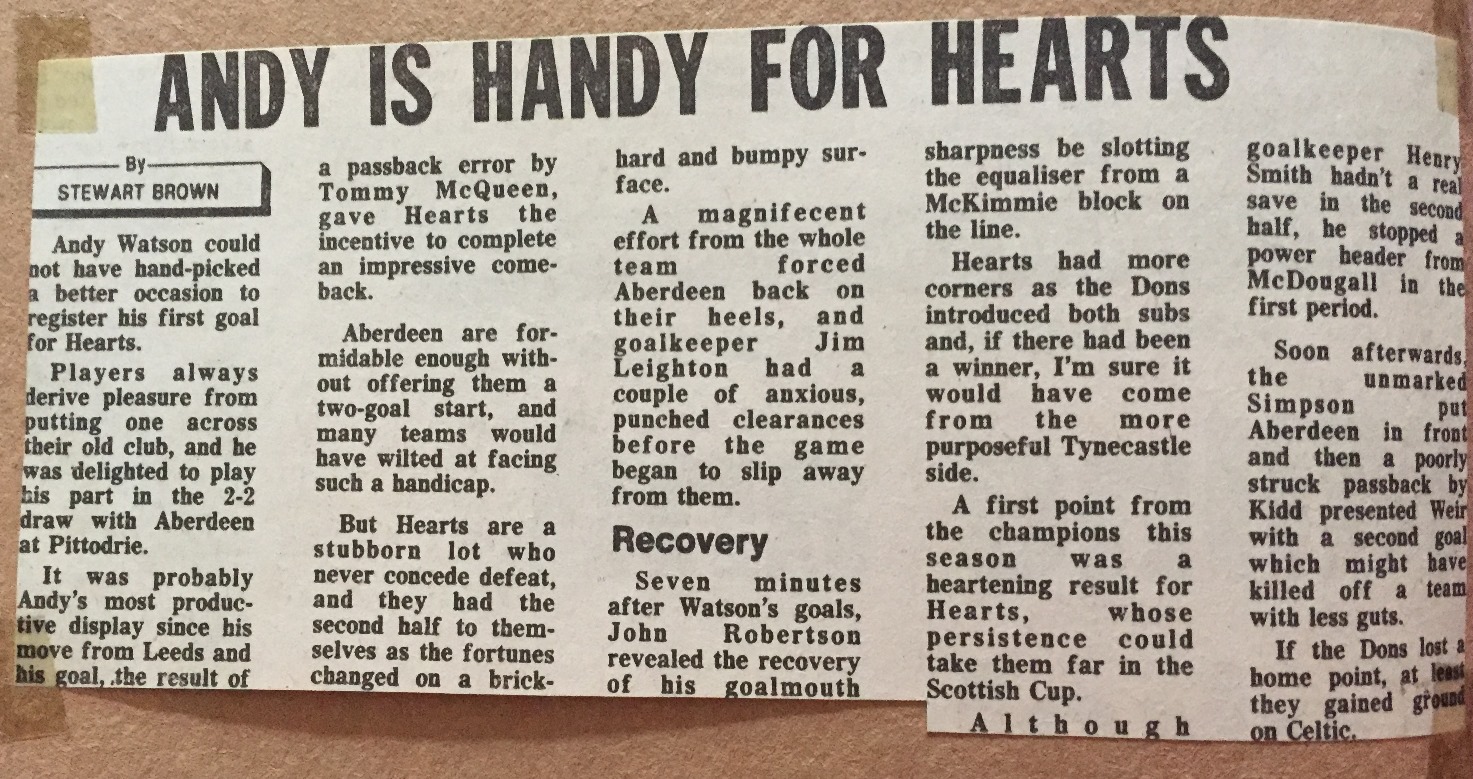 ANDY IS HANDY FOR HEARTS
By
STEWART BROWN
Andy Watson could
not have hand-picked
a better occasion to
register his first goal
for Hearts.
Players always
derive pleasure from
putting one across
their old club, and he
was delighted to play
his part in the 2-2
draw with Aberdeen
at Pittodrie.
It was probably
Andy's most produc-
tive display since his
move from Leeds and
his goal, .the result of
a passback error by
Tommy McQueen,
gave Hearts the
incentive to complete
an impressive come-
back.
Aberdeen are for-
midable enough with-
out offering them a
two-goal start, and
many teams would
have wilted at facing
such a handicap.
But Hearts are a
stubborn lot who
never concede defeat,
and they had the
second half to them-
selves as the fortunes
changed on a brick-
hard and bumpy sur-
face.
A magnifecent
effort from the whole
team forced
Aberdeen back on
their heels, and
goalkeeper Jim
Leighton had a
couple of anxious,
punched clearances
before the game
began to slip away
from them.
Recovery
Seven minutes
after Watson's goals,
John Robertson
revealed the recovery
of his goalmouth
sharpness be slotting
the equaliser from a
McKimmie block on
the line.
Hearts had more
corners as the Dons
introduced both subs
and, if there had been
a winner, I'm sure it
would have come
from the more
purposeful Tynecastle
side.
A first point from
the champions this
season was a
heartening result for
Hearts, whose
persistence could
take them far in the
Scottish Cup.
Although
goalkeeper Henry
Smith hadn't a real
save in the second
half, he stopped a
power header from
McDougall in the
first period.
Soon afterwards,
the unmarked
Simpson put
Aberdeen in front
and then a poorly
struck passback by
Kidd presented Weir
with a second goal
which might have
killed off a team
with less guts.
If the Dons lost a
home point, at least
they gained ground
on Celtic.